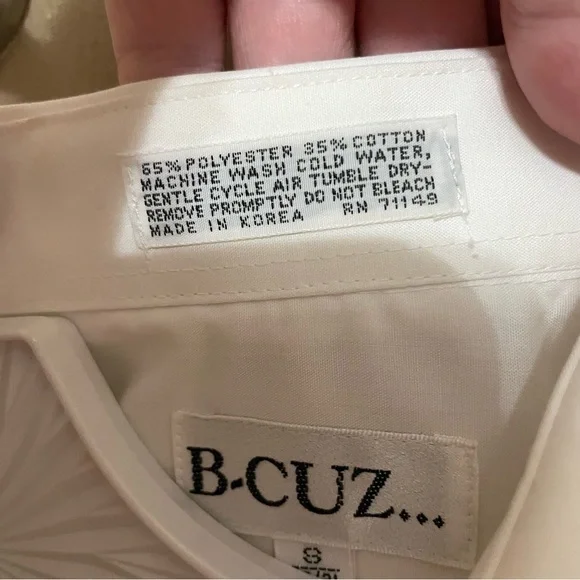 65% POLYESTER 35% COTTON
MACHINE WASH COLD WATER,
GENTLE CYCLE AIR TUMBLE DRY-
REMOVE PROMPTLY DO NOT BLEACH
MADE IN KOREA RN 71149
B-CUZ...
S